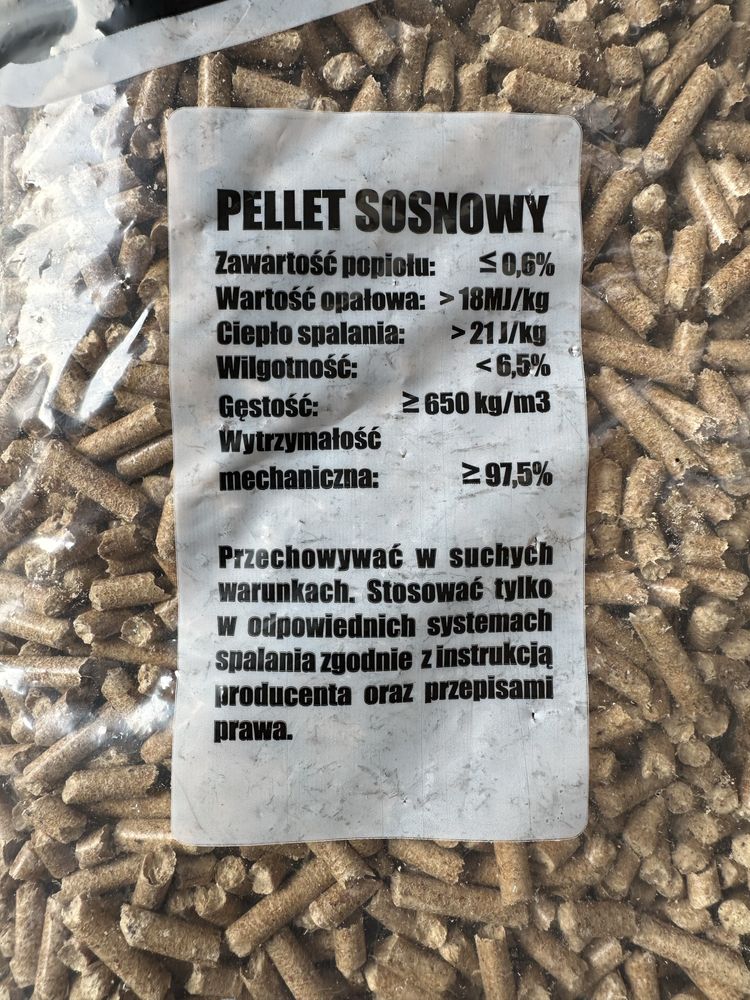 PELLET SOSNOWY
Zawartość popiołu: ≤ 0,6%
Wartość opałowa: > 18MJ/kg
Ciepło spalania: > 21 J/kg
Wilgotność: < 6,5%
Gęstość: ≥ 650 kg/m3
Wytrzymałość
mechaniczna: ≥ 97,5%
Przechowywać w suchych
warunkach. Stosować tylko
w odpowiednich systemach
spalania zgodnie z instrukcją
producenta oraz przepisami
prawa.